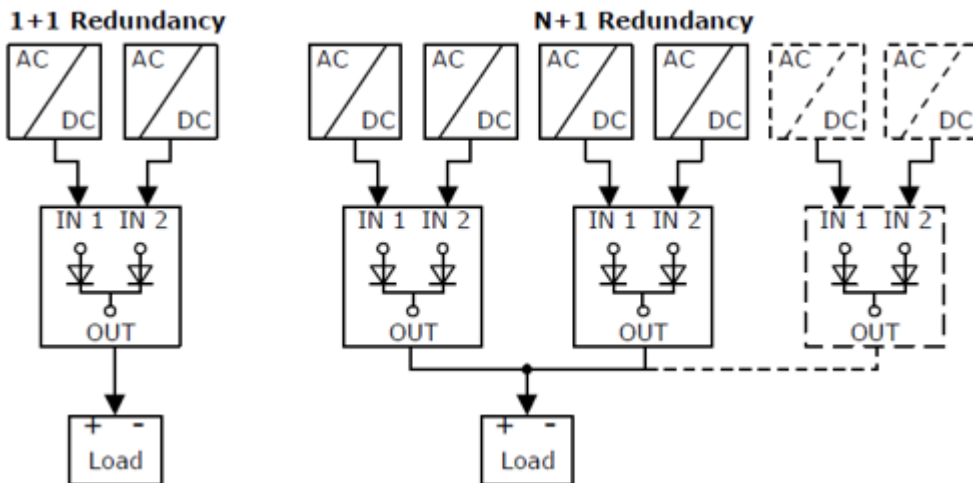 1+1 Redundancy
N+1 Redundancy
AC
DC
AC
DC
AC
DC
AC
DC
AC
DC
AC
DC
AC
DC
AC
DC
IN 1 IN 2
OUT
IN 1 IN 2
OUT
IN 1 IN 2
OUT
IN 1 IN 2
OUT
+ -
Load
+ -
Load